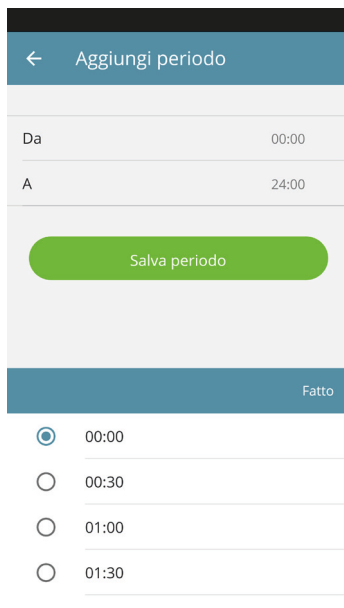 Aggiungi periodo
Da 00:00
A 24:00
Salva periodo
Fatto
00:00
00:30
01:00
01:30